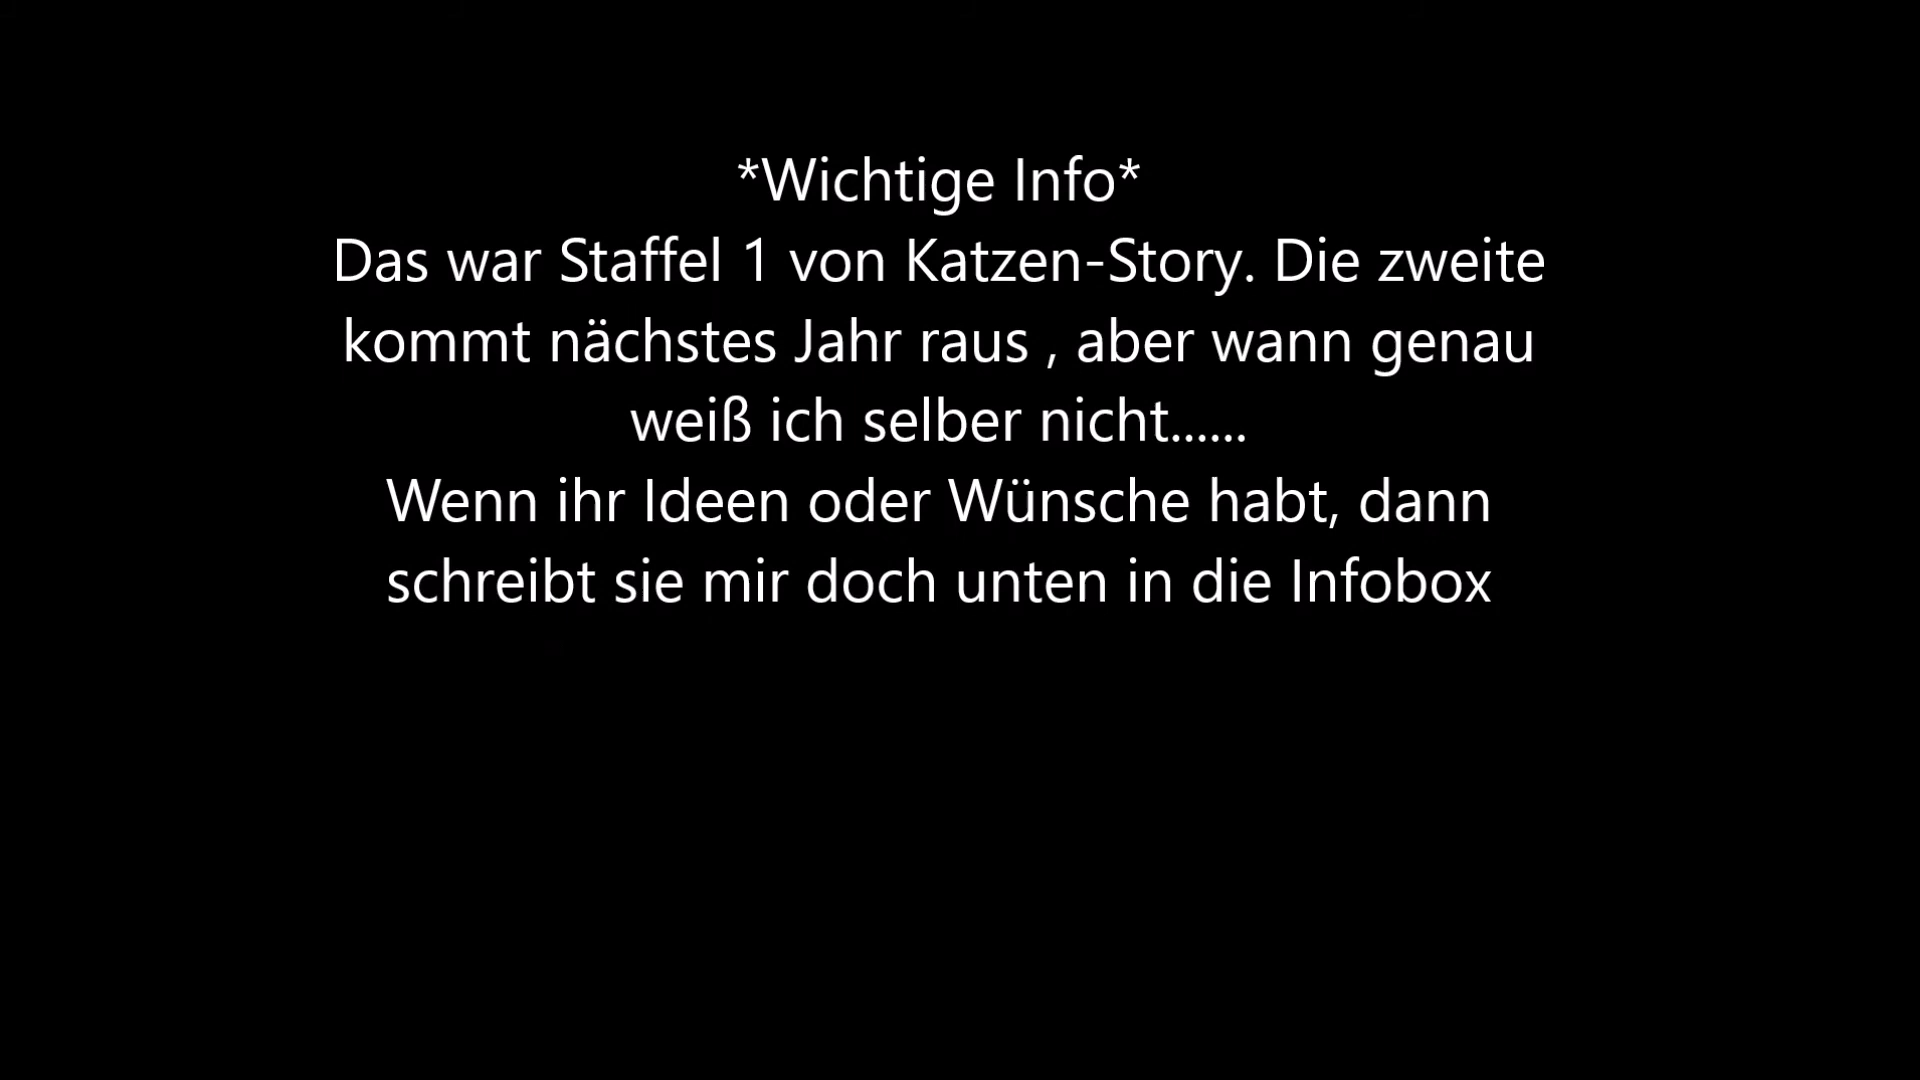 *Wichtige Info*
Das war Staffel 1 von Katzen-Story. Die zweite
kommt nächstes Jahr raus , aber wann genau
weiß ich selber nicht......
Wenn ihr Ideen oder Wünsche habt, dann
schreibt sie mir doch unten in die Infobox